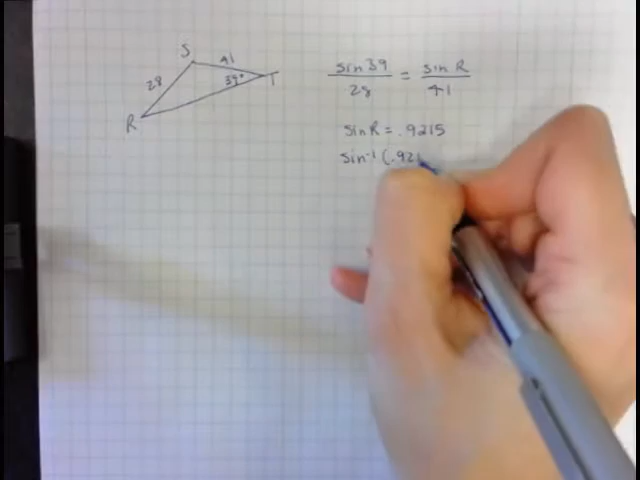 S
41
28
39°
T
R
sin 39 / 28 = sin R / 41
sin R = .9215
sin⁻¹ (.921